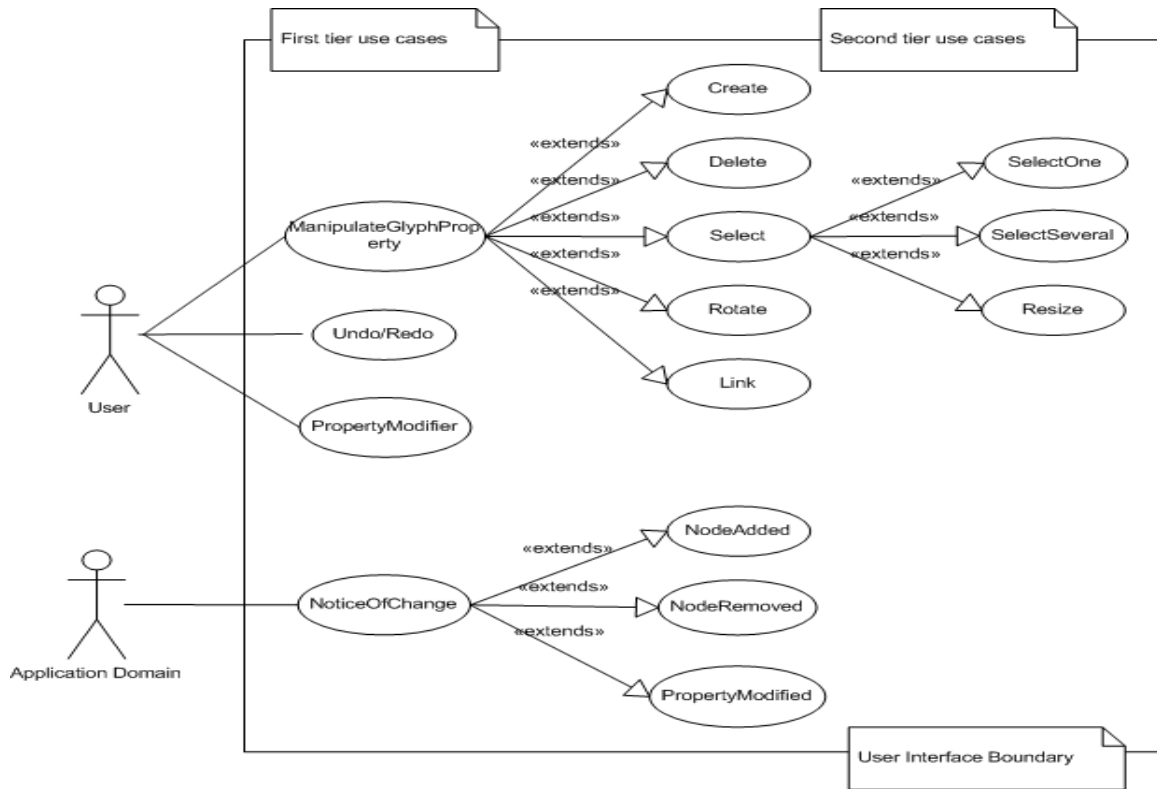 First tier use cases
Second tier use cases
Create
«extends»
Delete
«extends»
SelectOne
«extends»
ManipulateGlyphProp
erty
«extends»
Select
«extends»
SelectSeveral
«extends»
«extends»
Rotate
«extends»
Resize
«extends»
Link
Undo/Redo
User
PropertyModifier
NodeAdded
«extends»
NoticeOfChange
«extends»
NodeRemoved
«extends»
Application Domain
PropertyModified
User Interface Boundary